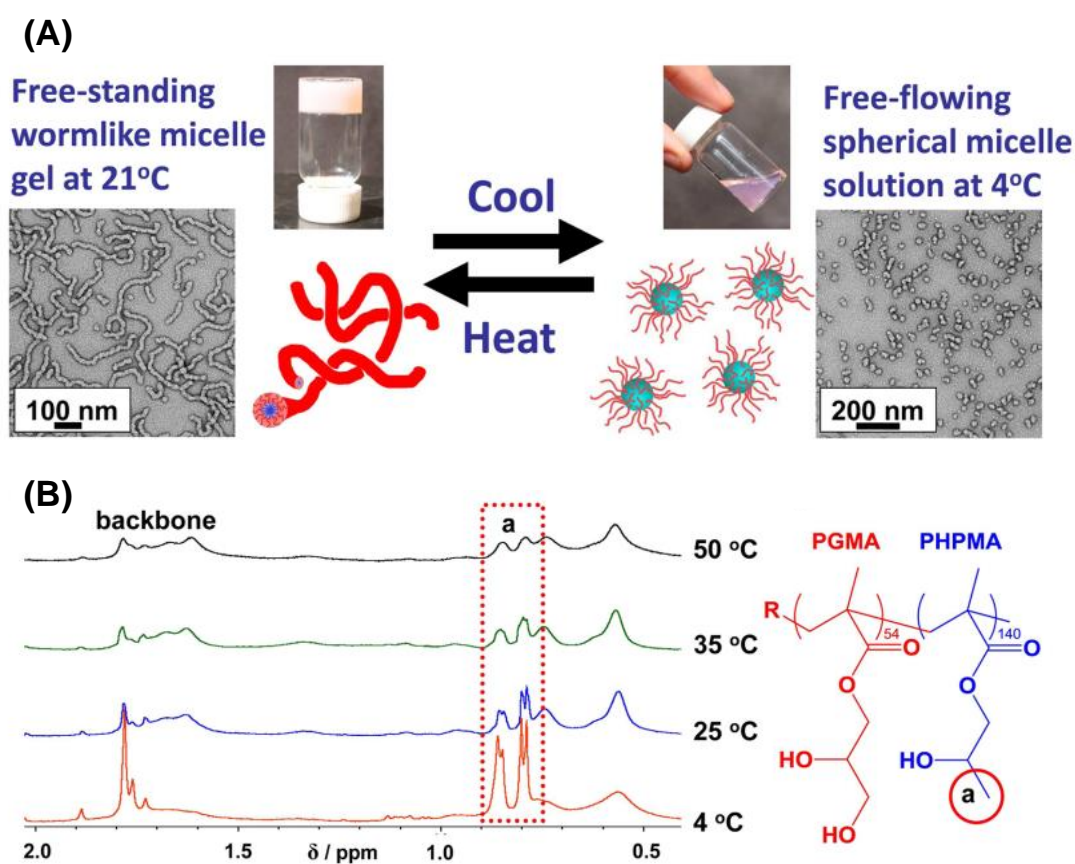 (A)
Free-standing
wormlike micelle
gel at 21°C
100 nm
Cool
Heat
Free-flowing
spherical micelle
solution at 4°C
200 nm
(B)
backbone
a
50 °C
35 °C
25 °C
4 °C
2.0
1.5
δ / ppm
1.0
0.5
PGMA
PHPMA
R
54
140
O
O
O
O
HO
HO
HO
a